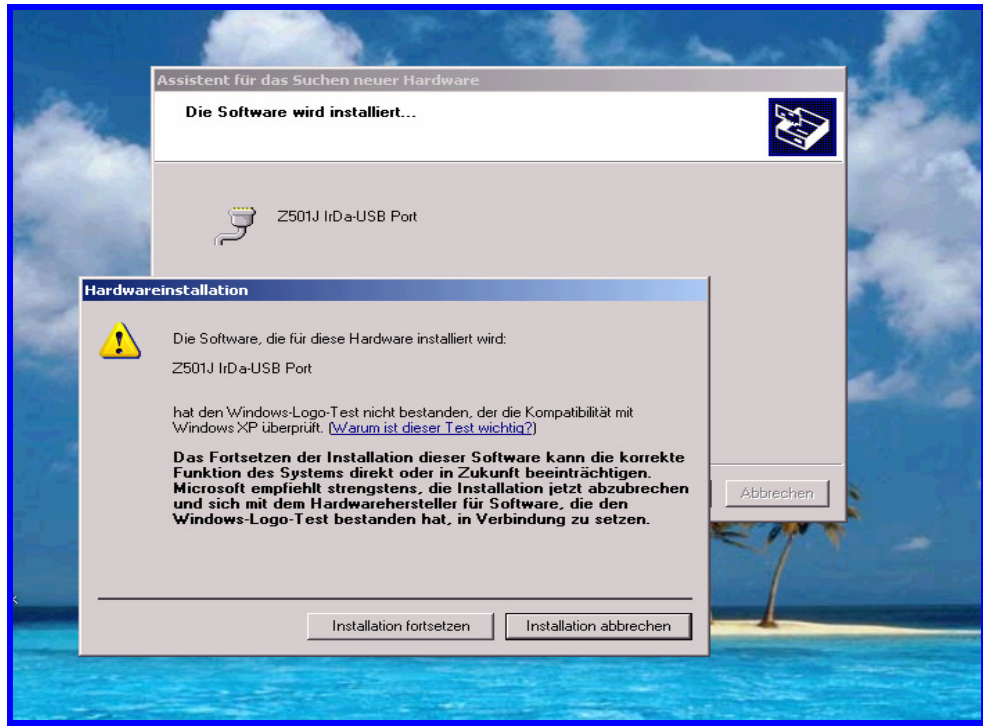 Assistent für das Suchen neuer Hardware
Die Software wird installiert...
Z501J IrDa-USB Port
Hardwareinstallation
Die Software, die für diese Hardware installiert wird:
Z501J IrDa-USB Port
hat den Windows-Logo-Test nicht bestanden, der die Kompatibilität mit
Windows XP überprüft. (Warum ist dieser Test wichtig?)
Das Fortsetzen der Installation dieser Software kann die korrekte
Funktion des Systems direkt oder in Zukunft beeinträchtigen.
Microsoft empfiehlt strengstens, die Installation jetzt abzubrechen
und sich mit dem Hardwarehersteller für Software, die den
Windows-Logo-Test bestanden hat, in Verbindung zu setzen.
Abbrechen
Installation fortsetzen
Installation abbrechen